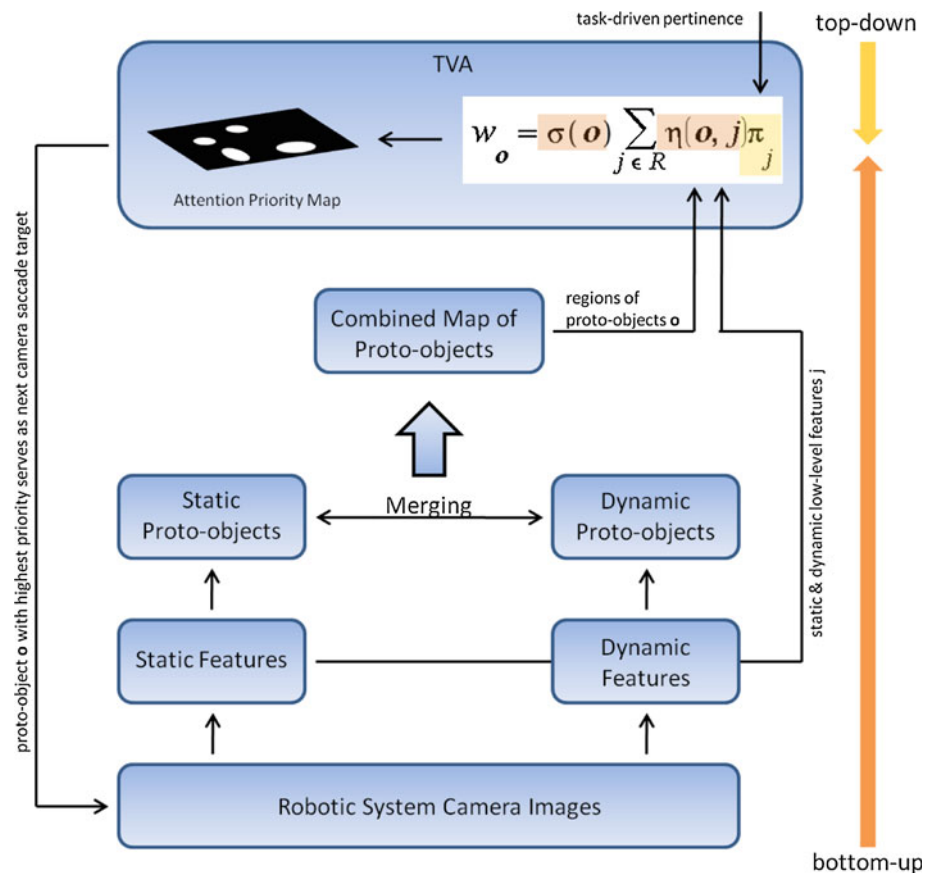 task-driven pertinence
top-down
TVA
w_o = σ(o) ∑_{j ϵ R} η(o, j)π_j
Attention Priority Map
regions of
proto-objects o
Combined Map of
Proto-objects
Static
Proto-objects
Merging
Dynamic
Proto-objects
Static Features
Dynamic
Features
Robotic System Camera Images
proto-object o with highest priority serves as next camera saccade target
static & dynamic low-level features j
bottom-up